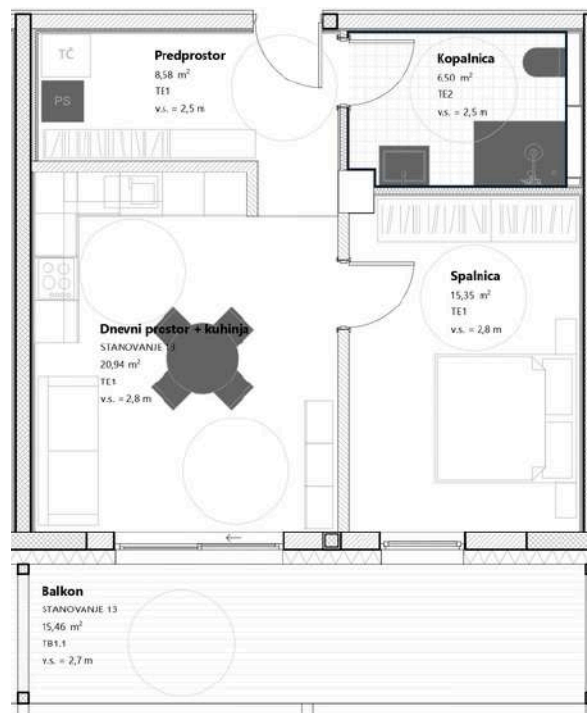 TČ
PS
Predprostor
8,58 m²
TE1
v.s. = 2,5 m
Kopalnica
6,50 m²
TE2
v.s. = 2,5 m
Spalnica
15,35 m²
TE1
v.s. = 2,8 m
Dnevni prostor + kuhinja
STANOVANJE 13
20,94 m²
TE1
v.s. = 2,8 m
Balkon
STANOVANJE 13
15,46 m²
TB1.1
v.s. = 2,7 m